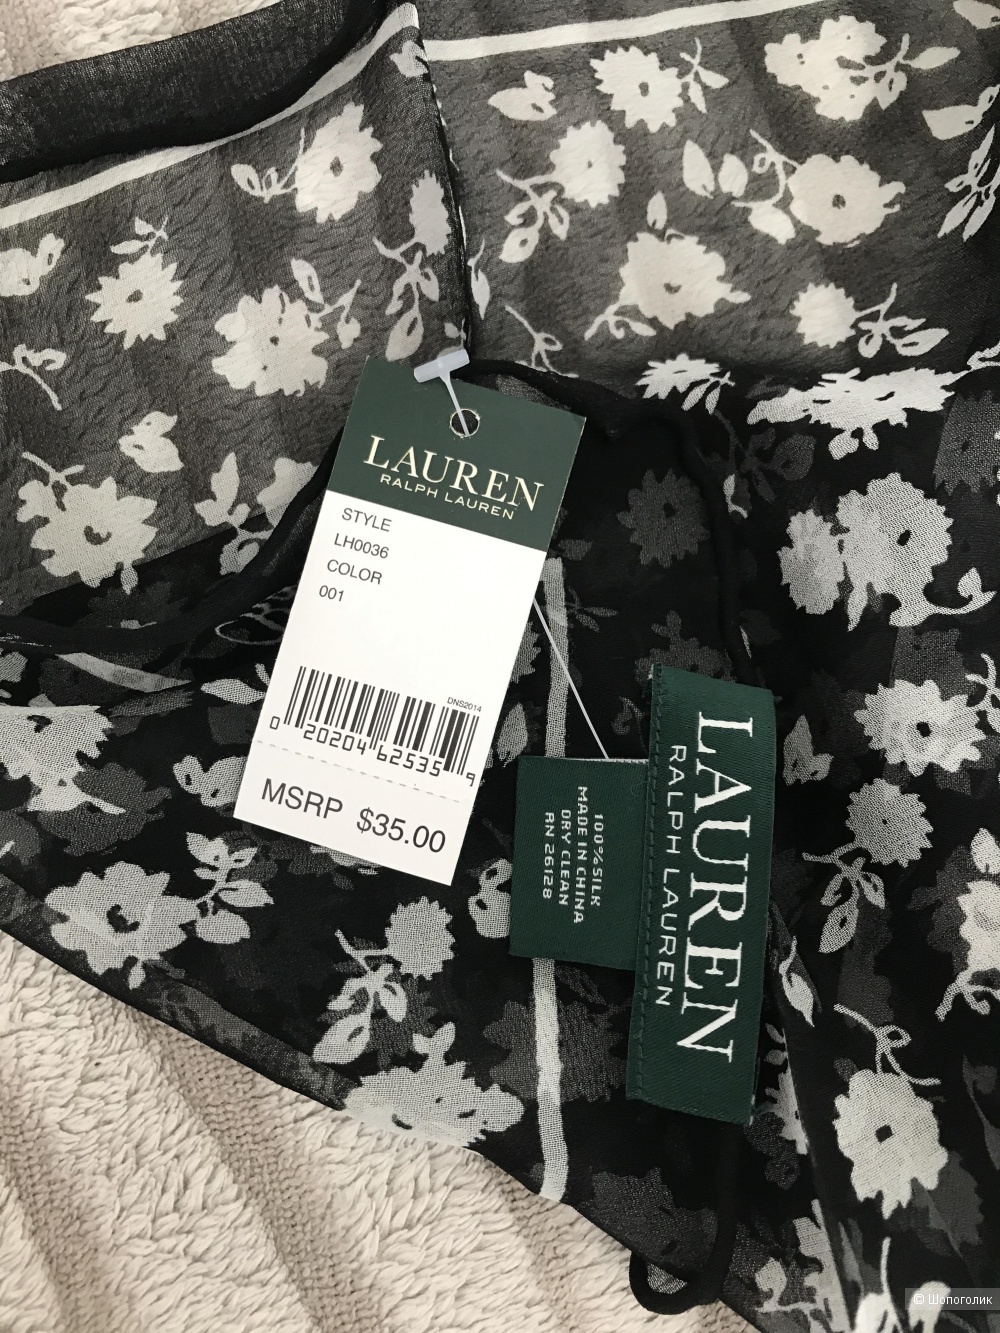 LAUREN
RALPH LAUREN
STYLE
LH0036
COLOR
001
DNS2014
0 20204 62535 9
MSRP $35.00
100%SILK
MADE IN CHINA
DRY CLEAN
RN 26128
LAUREN
RALPH LAUREN
© Шопоголик